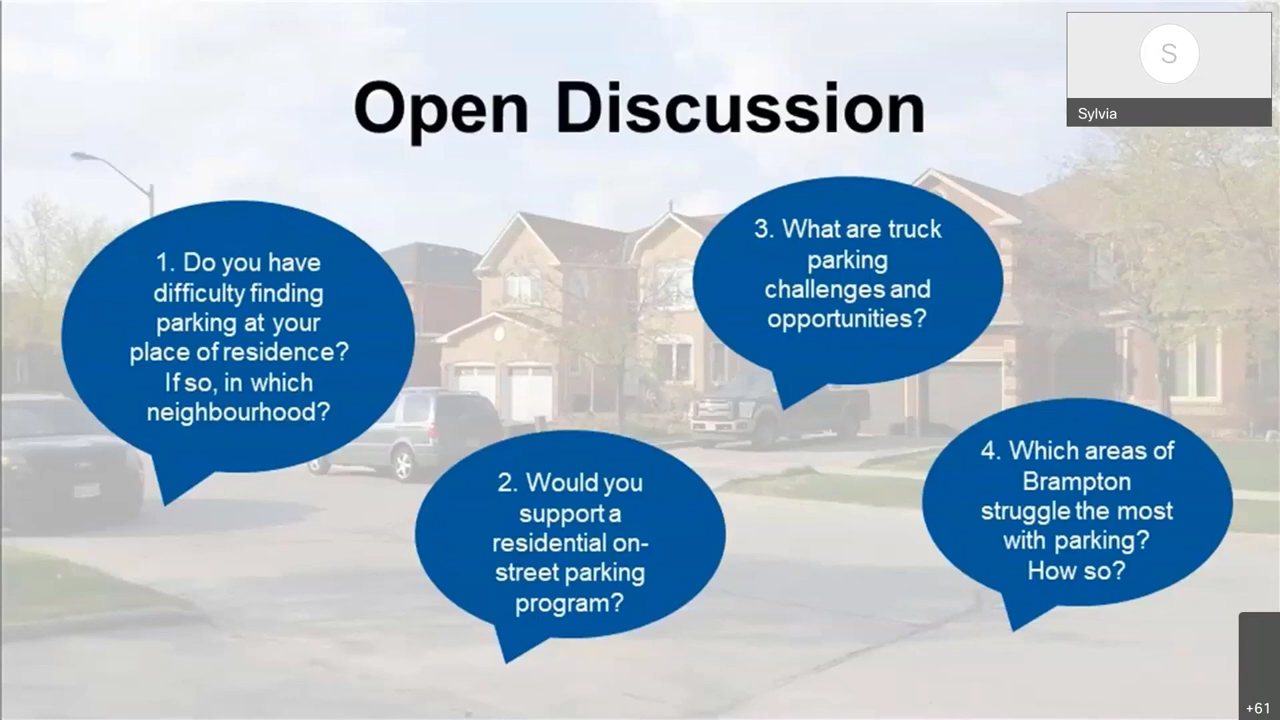 Open Discussion
S
Sylvia
1. Do you have
difficulty finding
parking at your
place of residence?
If so, in which
neighbourhood?
2. Would you
support a
residential on-
street parking
program?
3. What are truck
parking
challenges and
opportunities?
4. Which areas of
Brampton
struggle the most
with parking?
How so?
+61